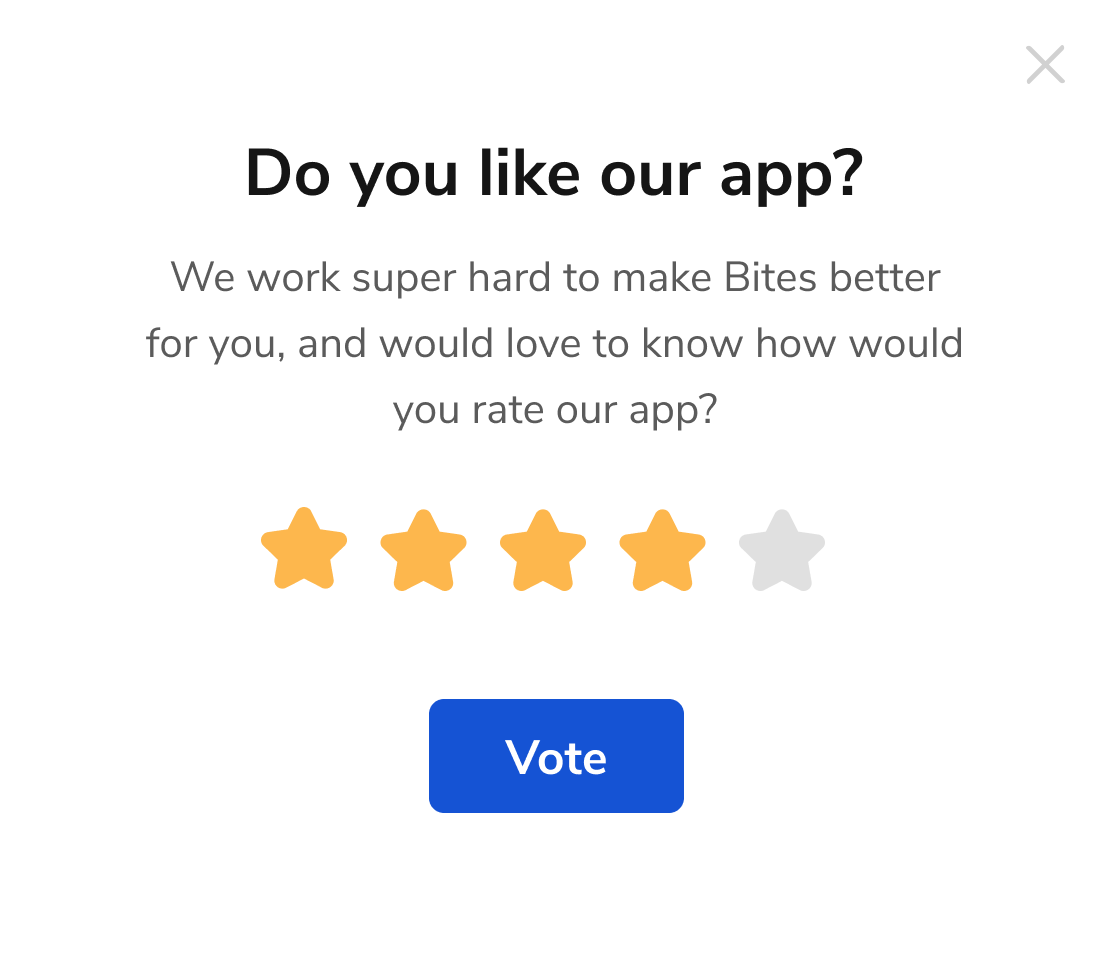 Do you like our app?
We work super hard to make Bites better
for you, and would love to know how would
you rate our app?
Vote